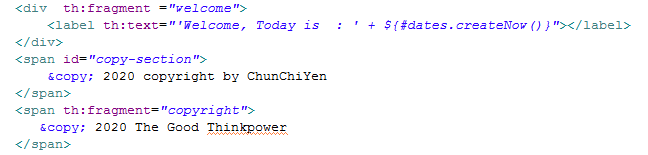 <div  th:fragment ="welcome">
    <label th:text="'Welcome, Today is  : ' + ${#dates.createNow()}"></label>
</div>
<span id="copy-section">
    &copy; 2020 copyright by ChunChiYen
</span>
<span th:fragment="copyright">
   &copy; 2020 The Good Thinkpower
</span>